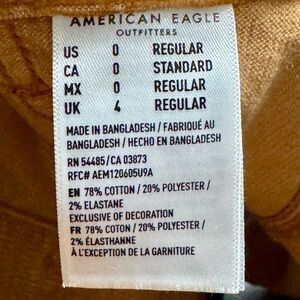 AMERICAN EAGLE
OUTFITTERS
US 0 REGULAR
CA 0 STANDARD
MX 0 REGULAR
UK 4 REGULAR
MADE IN BANGLADESH / FABRIQUÉ AU
BANGLADESH / HECHO EN BANGLADESH
RN 54485/CA 03873
RFC# AEM120605U9A
EN 78% COTTON / 20% POLYESTER /
2% ELASTANE
EXCLUSIVE OF DECORATION
FR 78% COTON / 20% POLYESTER /
2% ÉLASTHANNE
À L'EXCEPTION DE LA GARNITURE